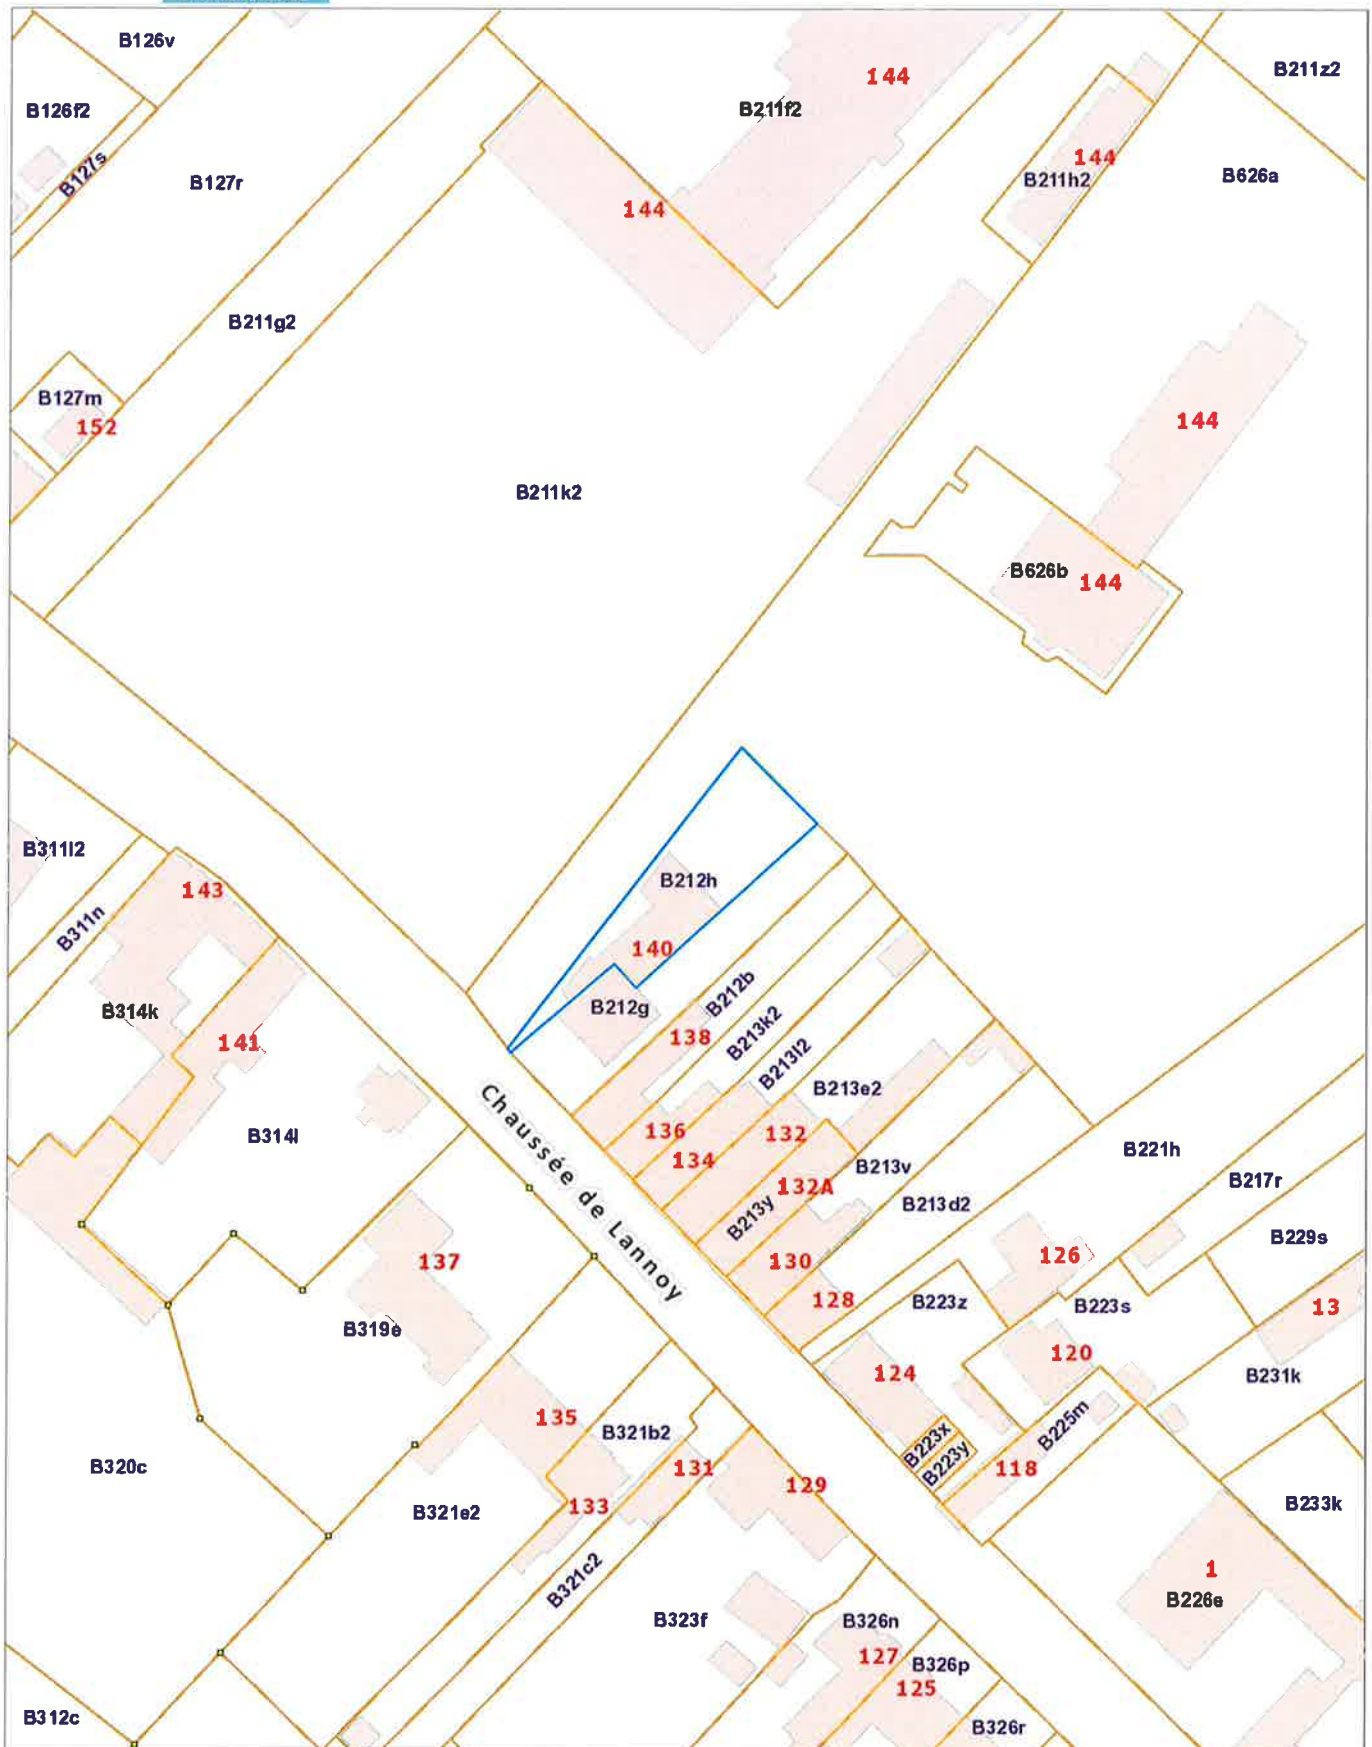 B126v
144
B211z2
B126f2
B211f2
B127s
144
B127r
B211h2
B626a
144
B211g2
B127m
152
144
B211k2
B626b
144
B311l2
143
B212h
B311n
140
B212b
B314k
B212g
138
B213k2
141
B213l2
B213e2
Chaussée de Lannoy
B314l
136
132
134
B221h
B213v
132A
B217r
B213y
B213d2
B229s
137
130
126
128
B223z
B223s
13
B319e
120
124
B231k
135
B225m
B321b2
B223x
B223y
B320c
131
118
129
133
B321e2
B233k
B321c2
1
B226e
B323f
B326n
127
B326p
125
B312c
B326r